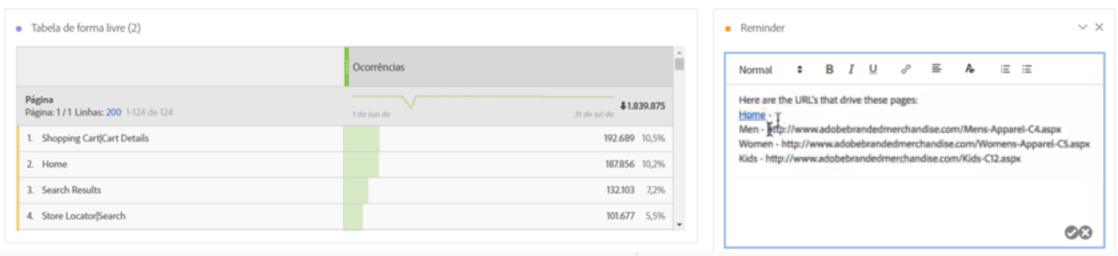 Tabela de forma livre (2)
Ocorrências
Página
Página: 1 / 1 Linhas: 200 1-124 de 124
1 de jun de
31 de jul de
1.839.875
1. Shopping Cart|Cart Details 192.689 10,5%
2. Home 187.856 10,2%
3. Search Results 132.103 7,2%
4. Store Locator|Search 101.677 5,5%
Reminder
Normal B I U A
Here are the URL's that drive these pages:
Home -
Men - http://www.adobebrandedmerchandise.com/Mens-Apparel-C4.aspx
Women - http://www.adobebrandedmerchandise.com/Womens-Apparel-C5.aspx
Kids - http://www.adobebrandedmerchandise.com/Kids-C12.aspx